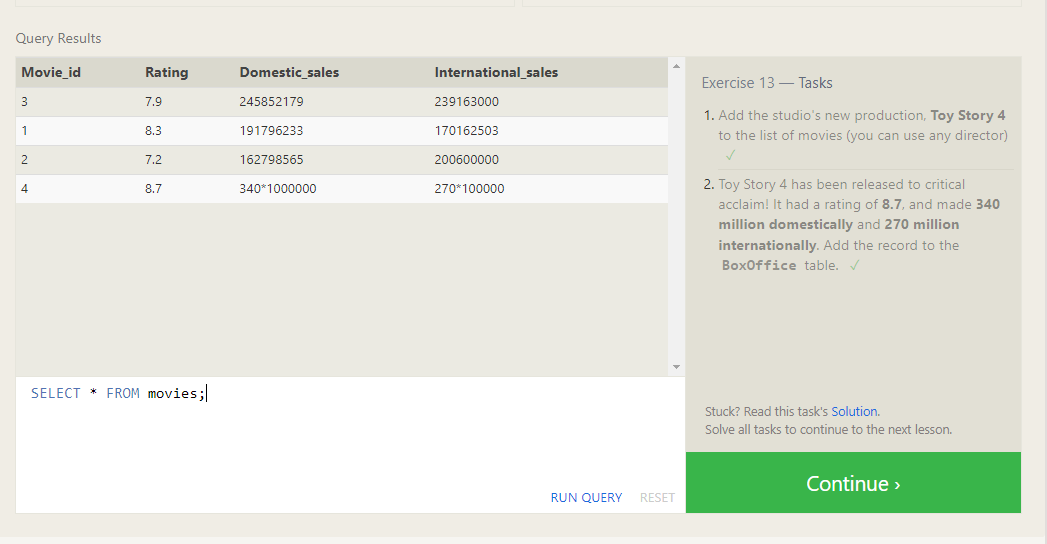 Query Results
Movie_id Rating Domestic_sales International_sales
3 7.9 245852179 239163000
1 8.3 191796233 170162503
2 7.2 162798565 200600000
4 8.7 340*1000000 270*100000
SELECT * FROM movies;
RUN QUERY RESET
Exercise 13 — Tasks
1. Add the studio's new production, Toy Story 4
to the list of movies (you can use any director)
✓
2. Toy Story 4 has been released to critical
acclaim! It had a rating of 8.7, and made 340
million domestically and 270 million
internationally. Add the record to the
BoxOffice table. ✓
Stuck? Read this task's Solution.
Solve all tasks to continue to the next lesson.
Continue ›